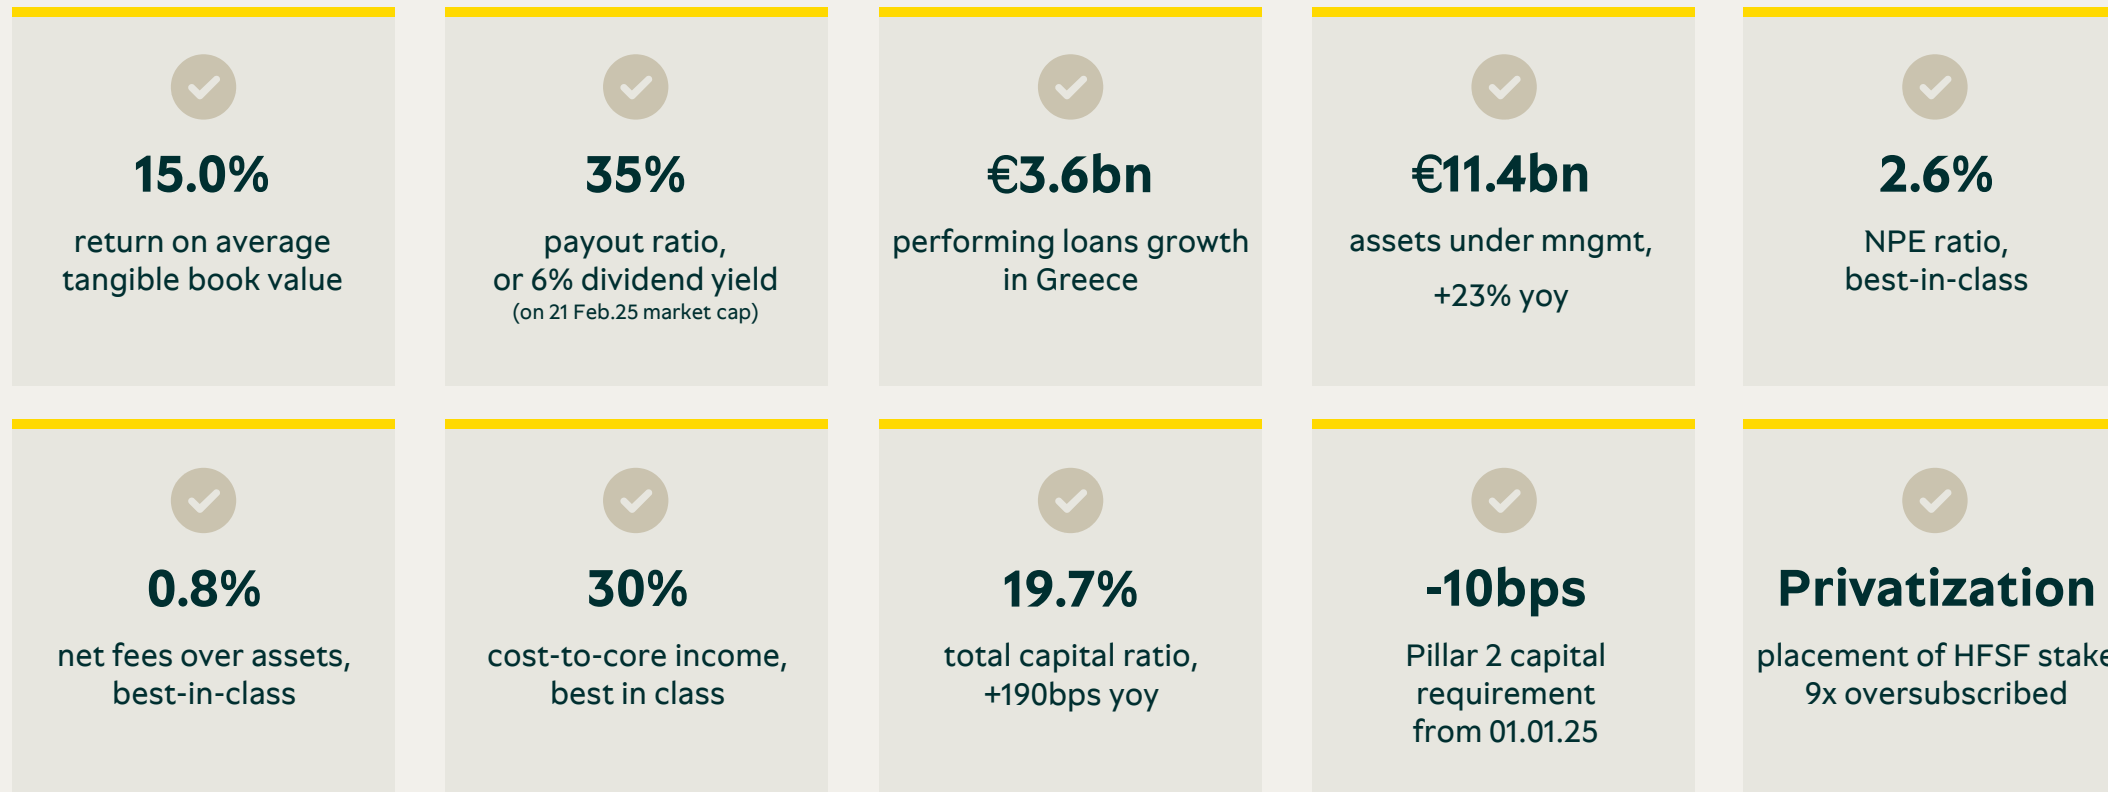 15.0%
return on average
tangible book value
35%
payout ratio,
or 6% dividend yield
(on 21 Feb.25 market cap)
€3.6bn
performing loans growth
in Greece
€11.4bn
assets under mngmt,
+23% yoy
2.6%
NPE ratio,
best-in-class
0.8%
net fees over assets,
best-in-class
30%
cost-to-core income,
best in class
19.7%
total capital ratio,
+190bps yoy
-10bps
Pillar 2 capital
requirement
from 01.01.25
Privatization
placement of HFSF stake
9x oversubscribed